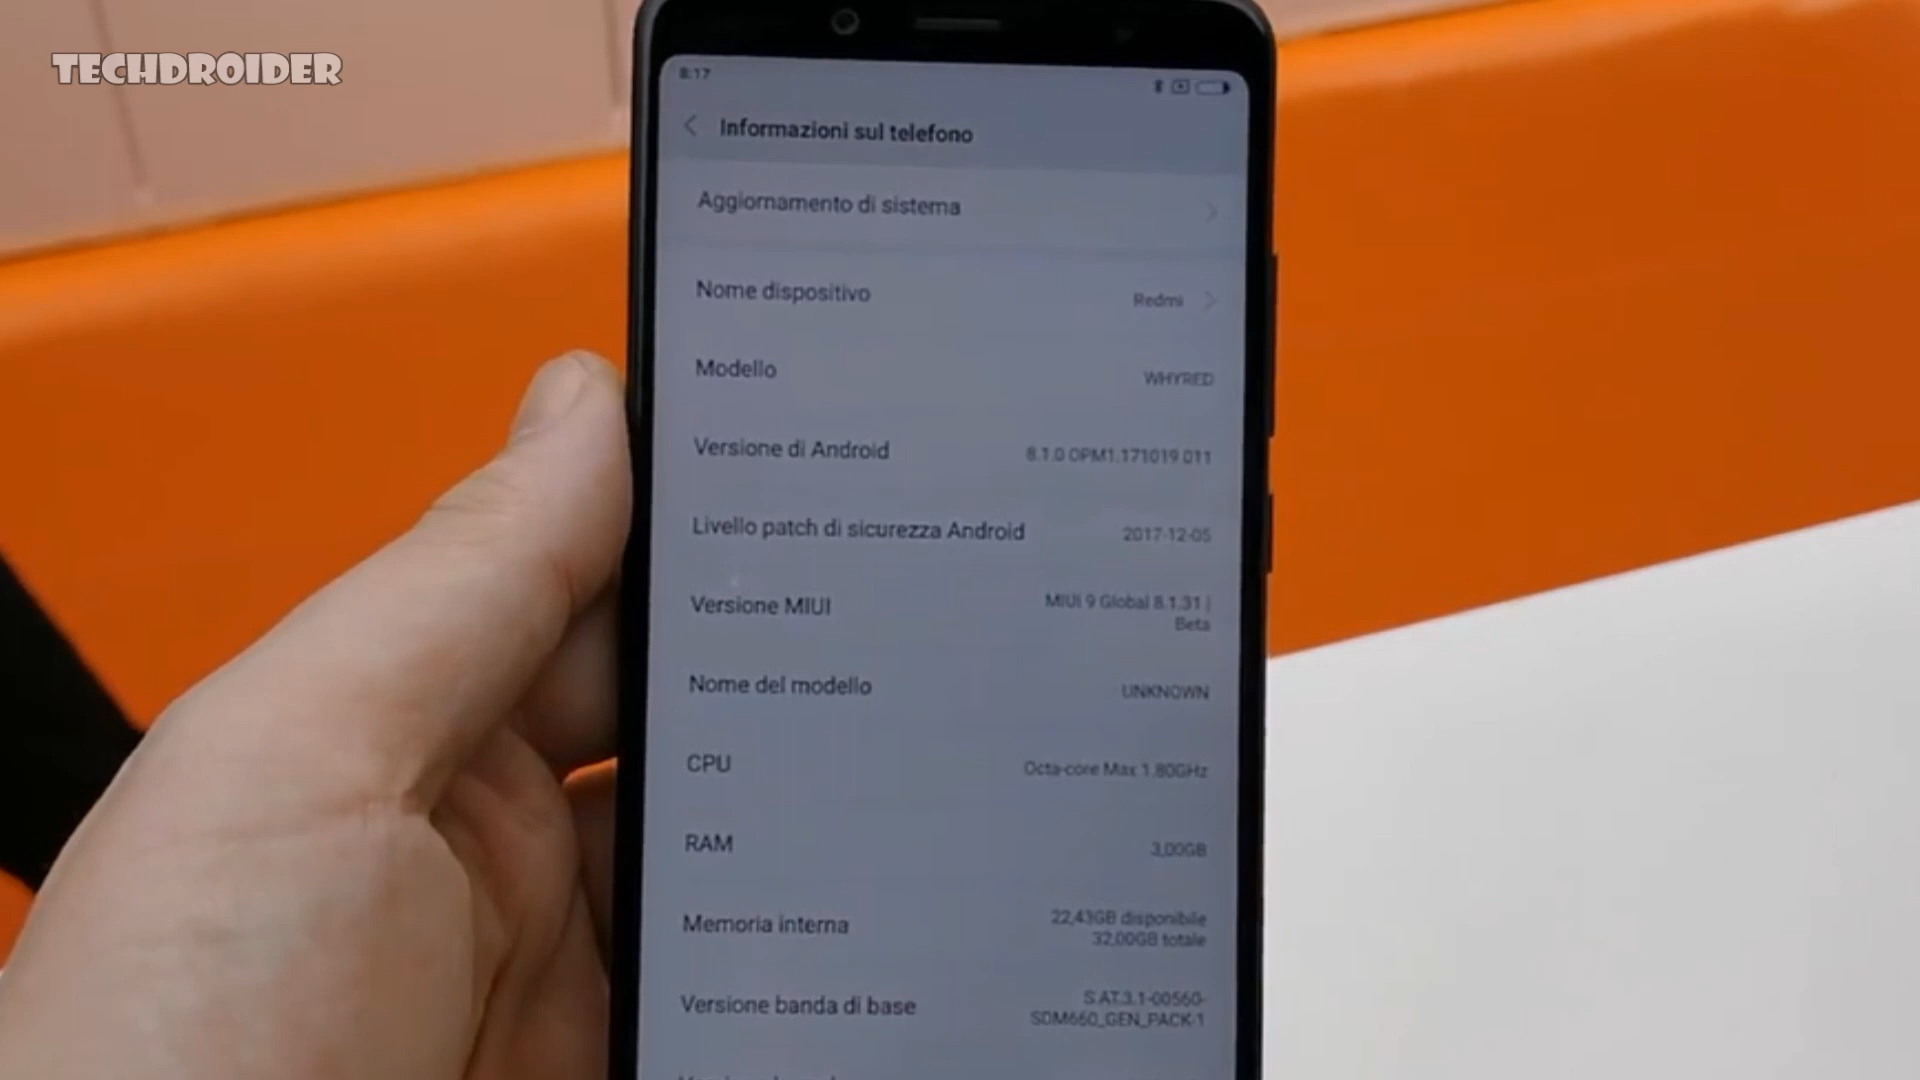 TECHDROIDER
8:17
Informazioni sul telefono
Aggiornamento di sistema
Nome dispositivo
Redmi
Modello
WHYRED
Versione di Android
8.1.0 OPM1.171019.011
Livello patch di sicurezza Android
2017-12-05
Versione MIUI
MIUI 9 Global 8.1.31 |
Beta
Nome del modello
UNKNOWN
CPU
Octa-core Max 1.80GHz
RAM
3,00GB
Memoria interna
22,43GB disponibile
32,00GB totale
Versione banda di base
S.AT.3.1-00560-
SDM660_GEN_PACK-1